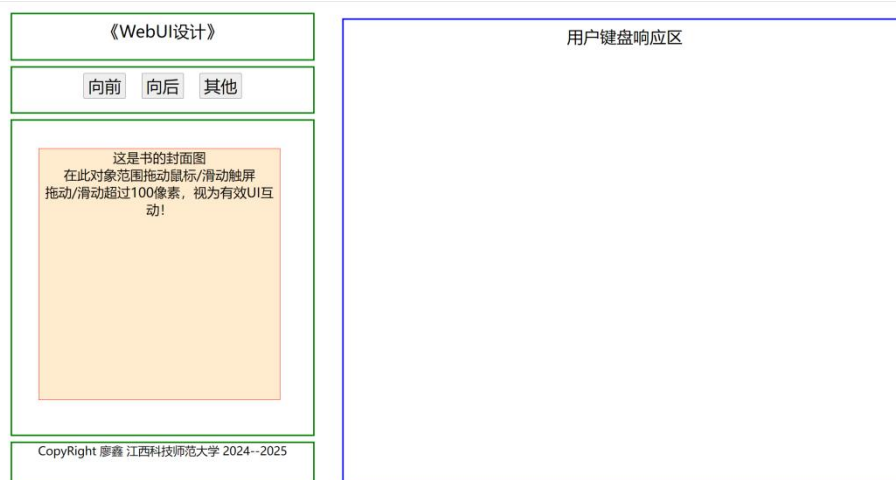 《WebUI设计》
向前 向后 其他
这是书的封面图
在此对象范围拖动鼠标/滑动触屏
拖动/滑动超过100像素，视为有效UI互
动！
CopyRight 廖鑫 江西科技师范大学 2024--2025
用户键盘响应区